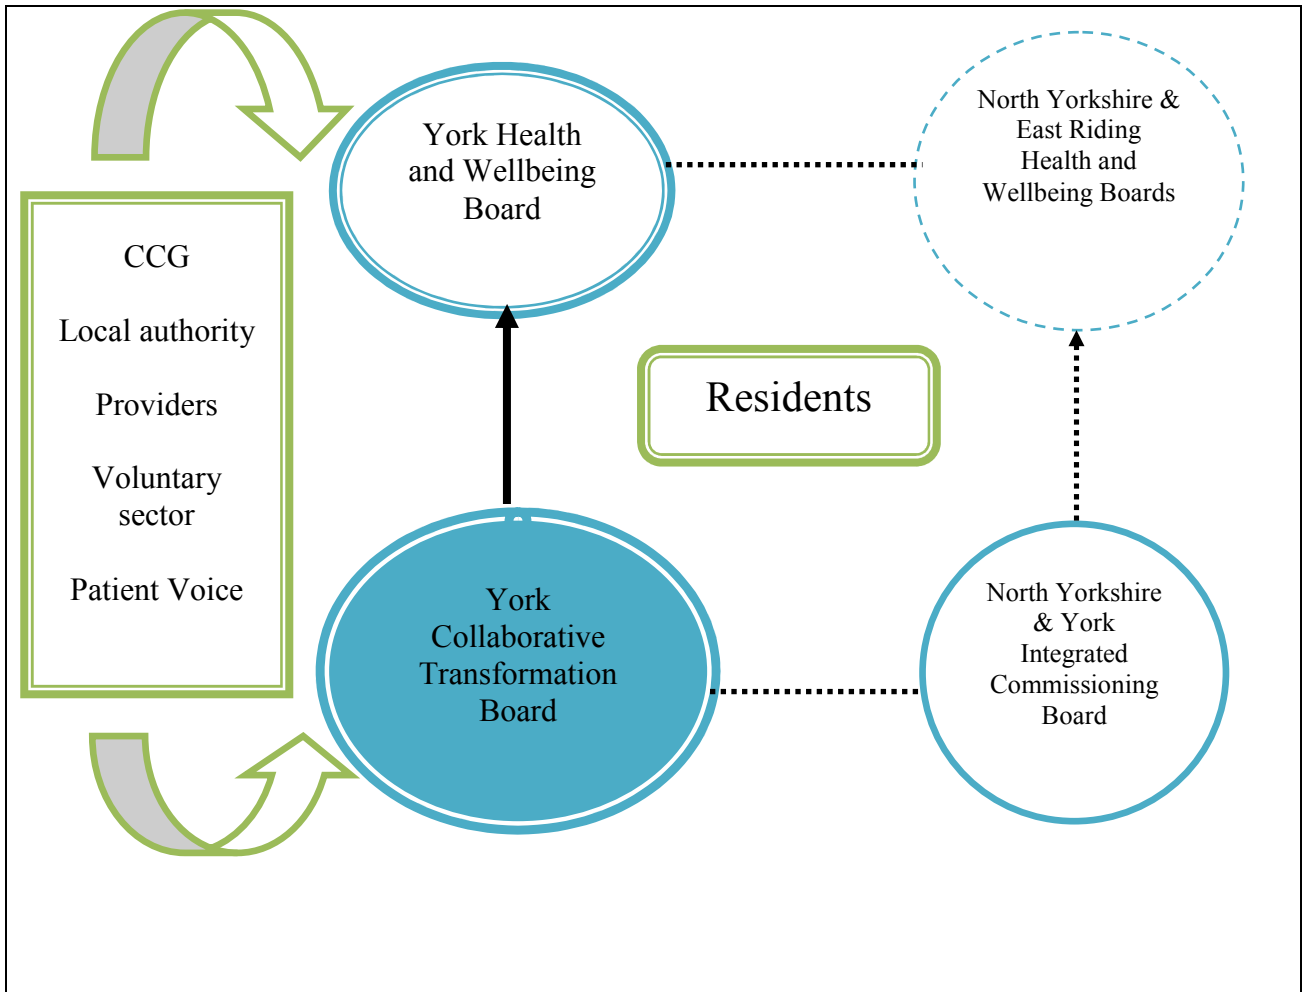 York Health
and Wellbeing
Board
North Yorkshire &
East Riding
Health and
Wellbeing Boards
CCG
Local authority
Providers
Voluntary
sector
Patient Voice
Residents
York
Collaborative
Transformation
Board
North Yorkshire
& York
Integrated
Commissioning
Board